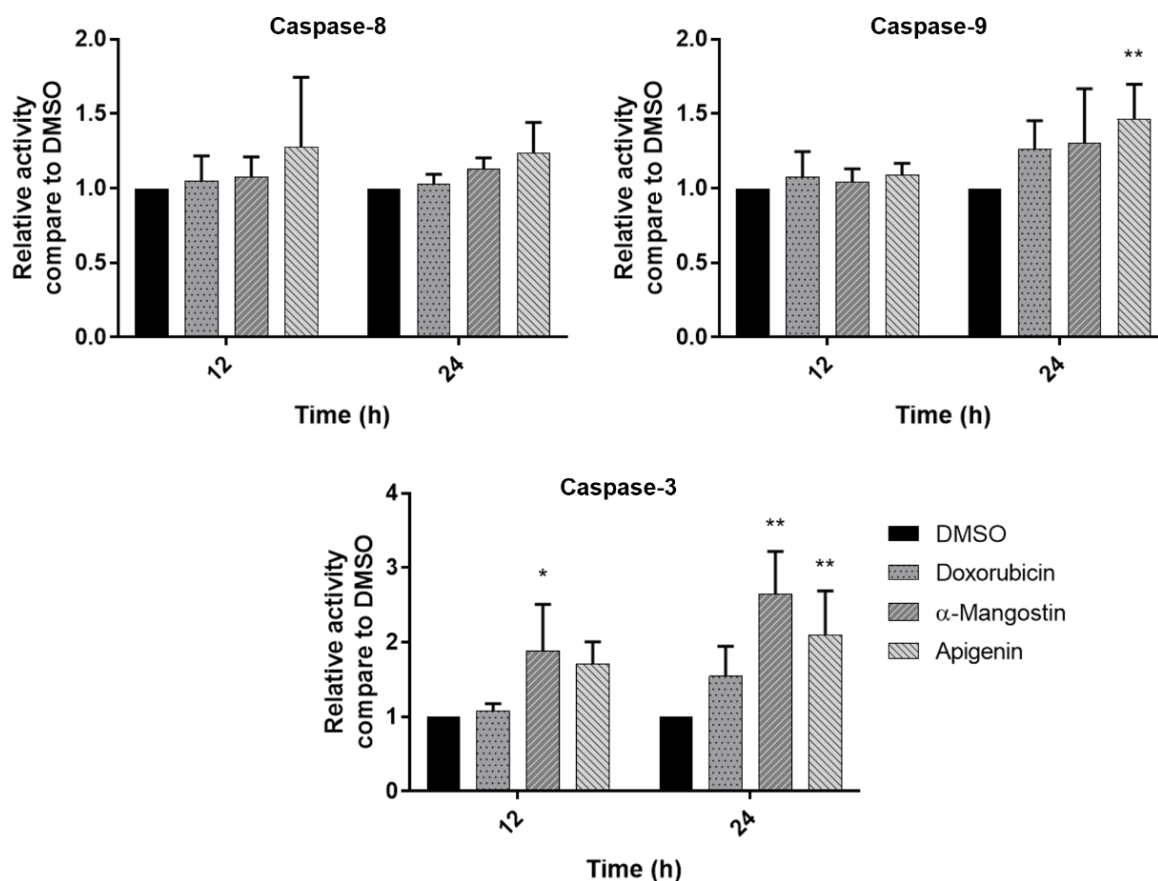 Caspase-8
Relative activity
compare to DMSO
2.0
1.5
1.0
0.5
0.0
12
24
Time (h)
Caspase-9
Relative activity
compare to DMSO
2.0
1.5
1.0
0.5
0.0
**
12
24
Time (h)
Caspase-3
Relative activity
compare to DMSO
4
3
2
1
0
*
**
**
12
24
Time (h)
DMSO
Doxorubicin
α-Mangostin
Apigenin